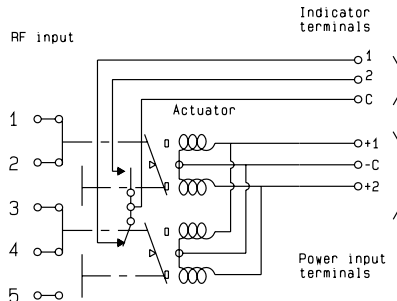 Indicator
terminals
RF input
1
2
C
Actuator
1
2
3
4
5
+1
-C
+2
Power input
terminals